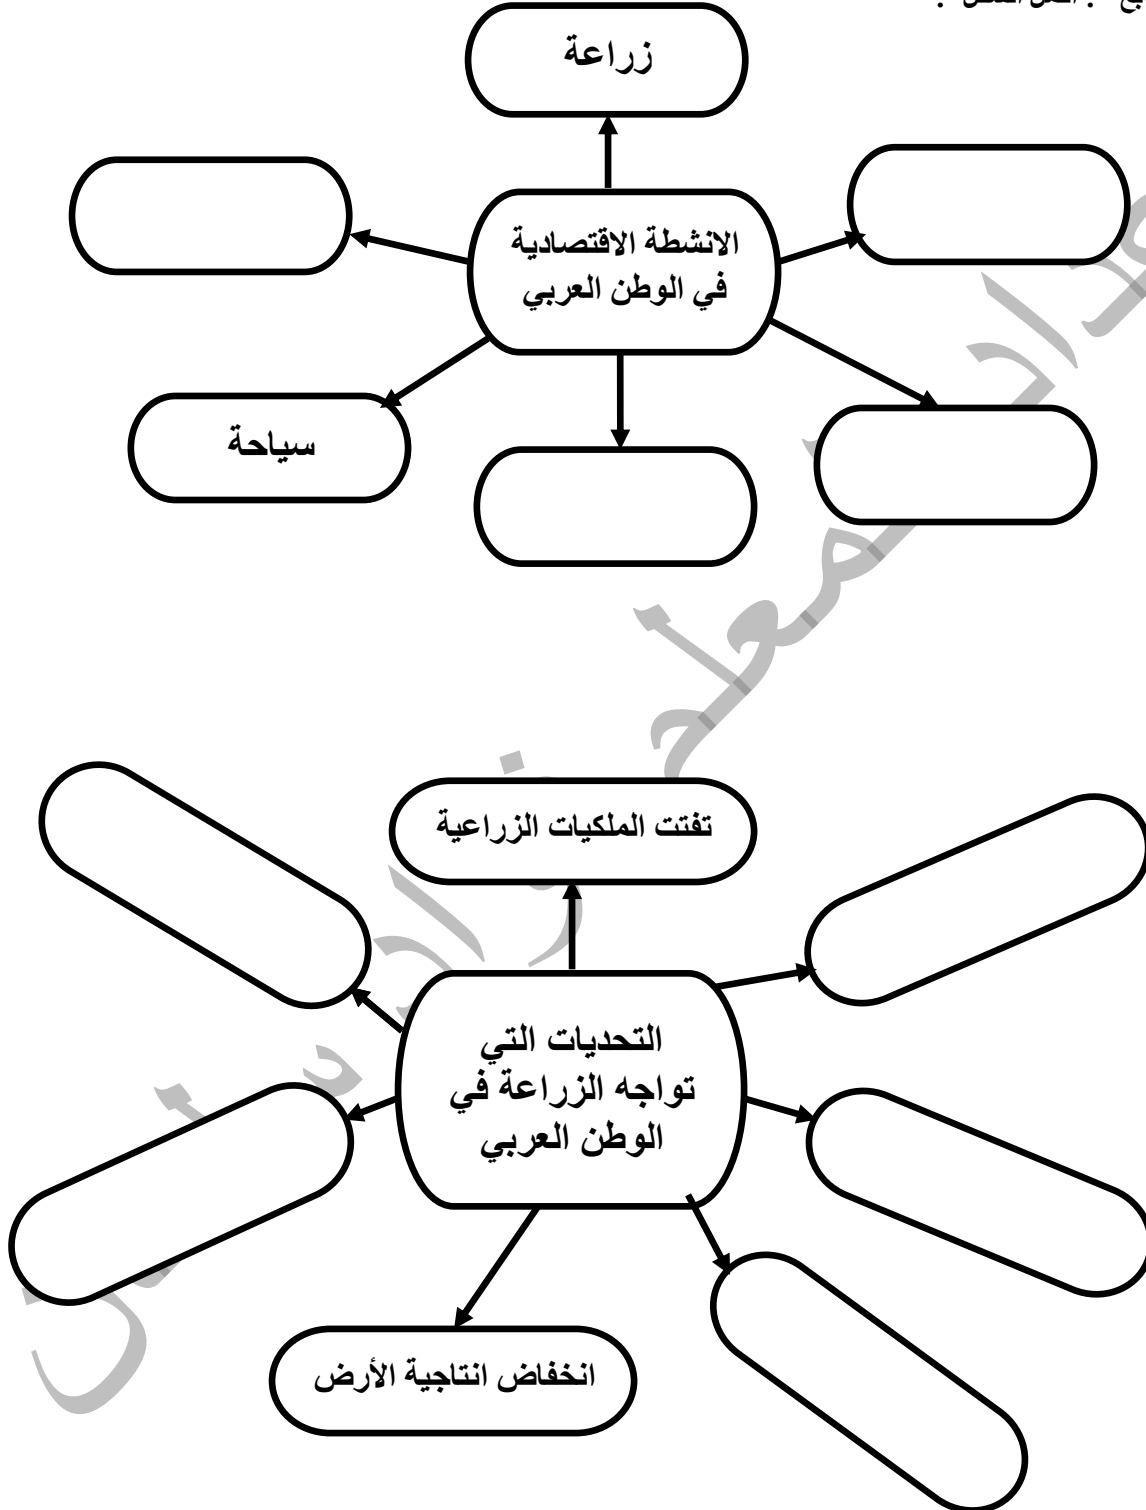 زراعة
الانشطة الاقتصادية
في الوطن العربي
سياحة
تفتت الملكيات الزراعية
التحديات التي
تواجه الزراعة في
الوطن العربي
انخفاض انتاجية الأرض